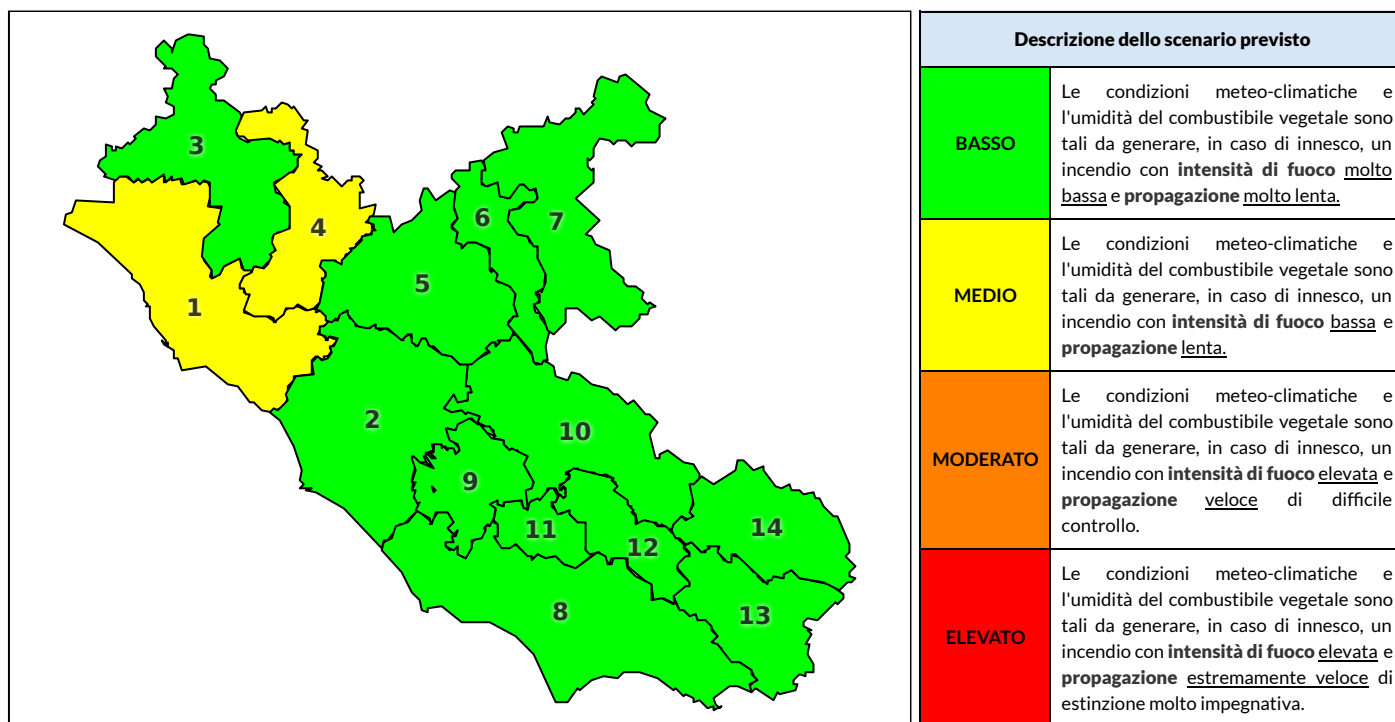 3
4
6
7
5
1
2
10
9
11
12
14
8
13
Descrizione dello scenario previsto
BASSO
Le condizioni meteo-climatiche e
l'umidità del combustibile vegetale sono
tali da generare, in caso di innesco, un
incendio con intensità di fuoco molto
bassa e propagazione molto lenta.
MEDIO
Le condizioni meteo-climatiche e
l'umidità del combustibile vegetale sono
tali da generare, in caso di innesco, un
incendio con intensità di fuoco bassa e
propagazione lenta.
MODERATO
Le condizioni meteo-climatiche e
l'umidità del combustibile vegetale sono
tali da generare, in caso di innesco, un
incendio con intensità di fuoco elevata e
propagazione veloce di difficile
controllo.
ELEVATO
Le condizioni meteo-climatiche e
l'umidità del combustibile vegetale sono
tali da generare, in caso di innesco, un
incendio con intensità di fuoco elevata e
propagazione estremamente veloce di
estinzione molto impegnativa.